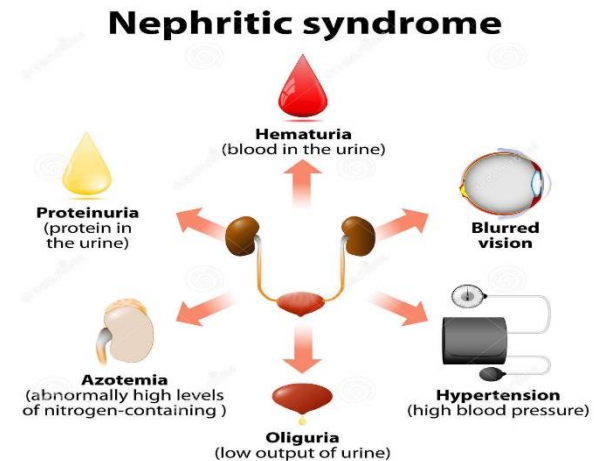 Nephritic syndrome
Hematuria
(blood in the urine)
Proteinuria
(protein in
the urine)
Blurred
vision
Azotemia
(abnormally high levels
of nitrogen-containing )
Hypertension
(high blood pressure)
Oliguria
(low output of urine)